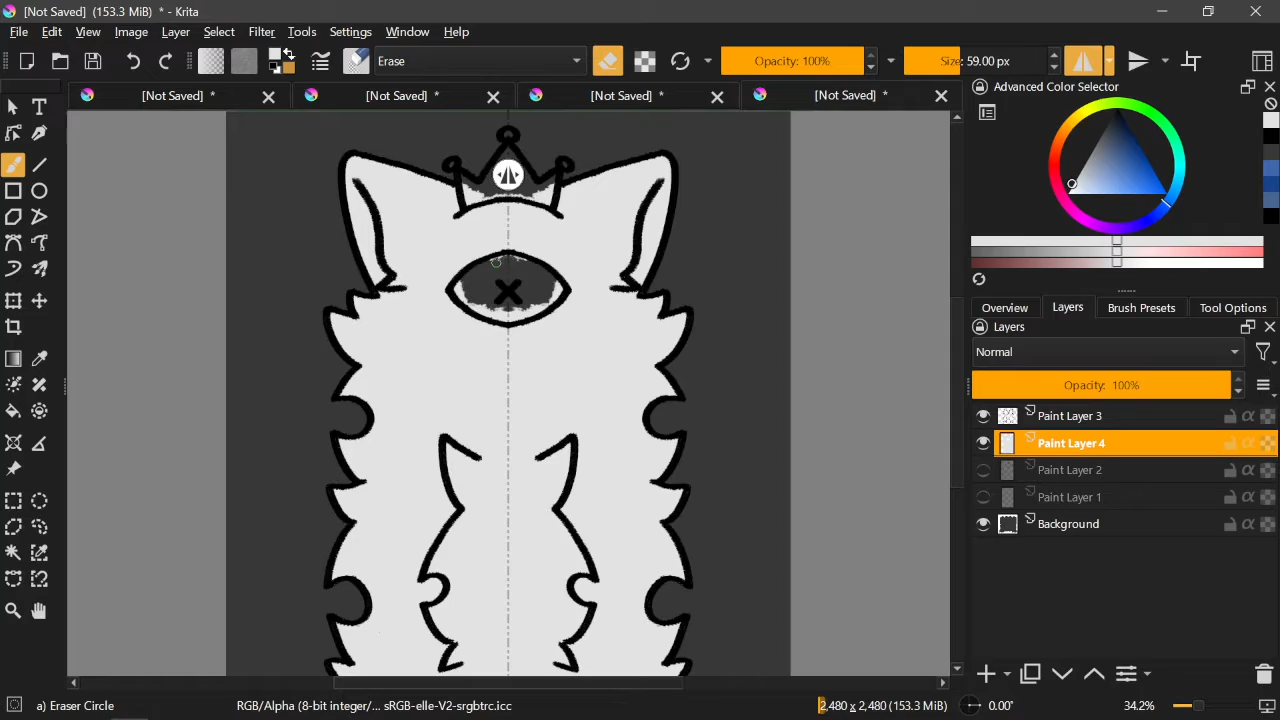 [Not Saved] (153.3 MiB) * - Krita
File Edit View Image Layer Select Filter Tools Settings Window Help
Erase
Opacity: 100%
Size: 59.00 px
[Not Saved] *
[Not Saved] *
[Not Saved] *
[Not Saved] *
Advanced Color Selector
Overview
Layers
Brush Presets
Tool Options
Layers
Normal
Opacity: 100%
Paint Layer 3
Paint Layer 4
Paint Layer 2
Paint Layer 1
Background
a) Eraser Circle
RGB/Alpha (8-bit integer/... sRGB-elle-V2-srgbtrc.icc
2,480 x 2,480 (153.3 MiB)
0.00°
34.2%